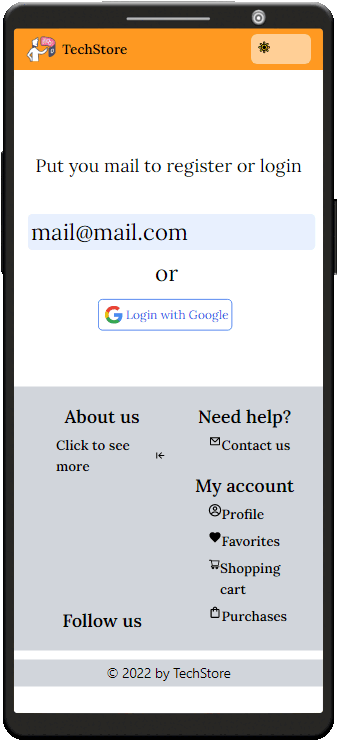 TechStore
Put you mail to register or login
mail@mail.com
or
Login with Google
About us
Click to see
more
Follow us
Need help?
Contact us
My account
Profile
Favorites
Shopping
cart
Purchases
© 2022 by TechStore